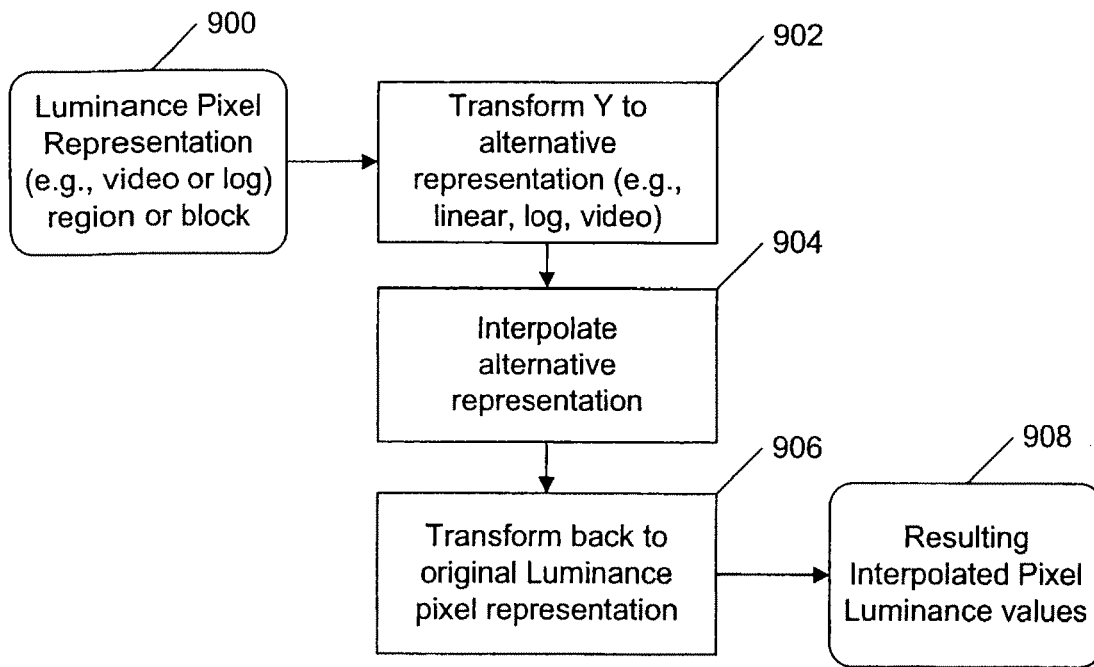 900
Luminance Pixel
Representation
(e.g., video or log)
region or block
902
Transform Y to
alternative
representation (e.g.,
linear, log, video)
904
Interpolate
alternative
representation
906
Transform back to
original Luminance
pixel representation
908
Resulting
Interpolated Pixel
Luminance values